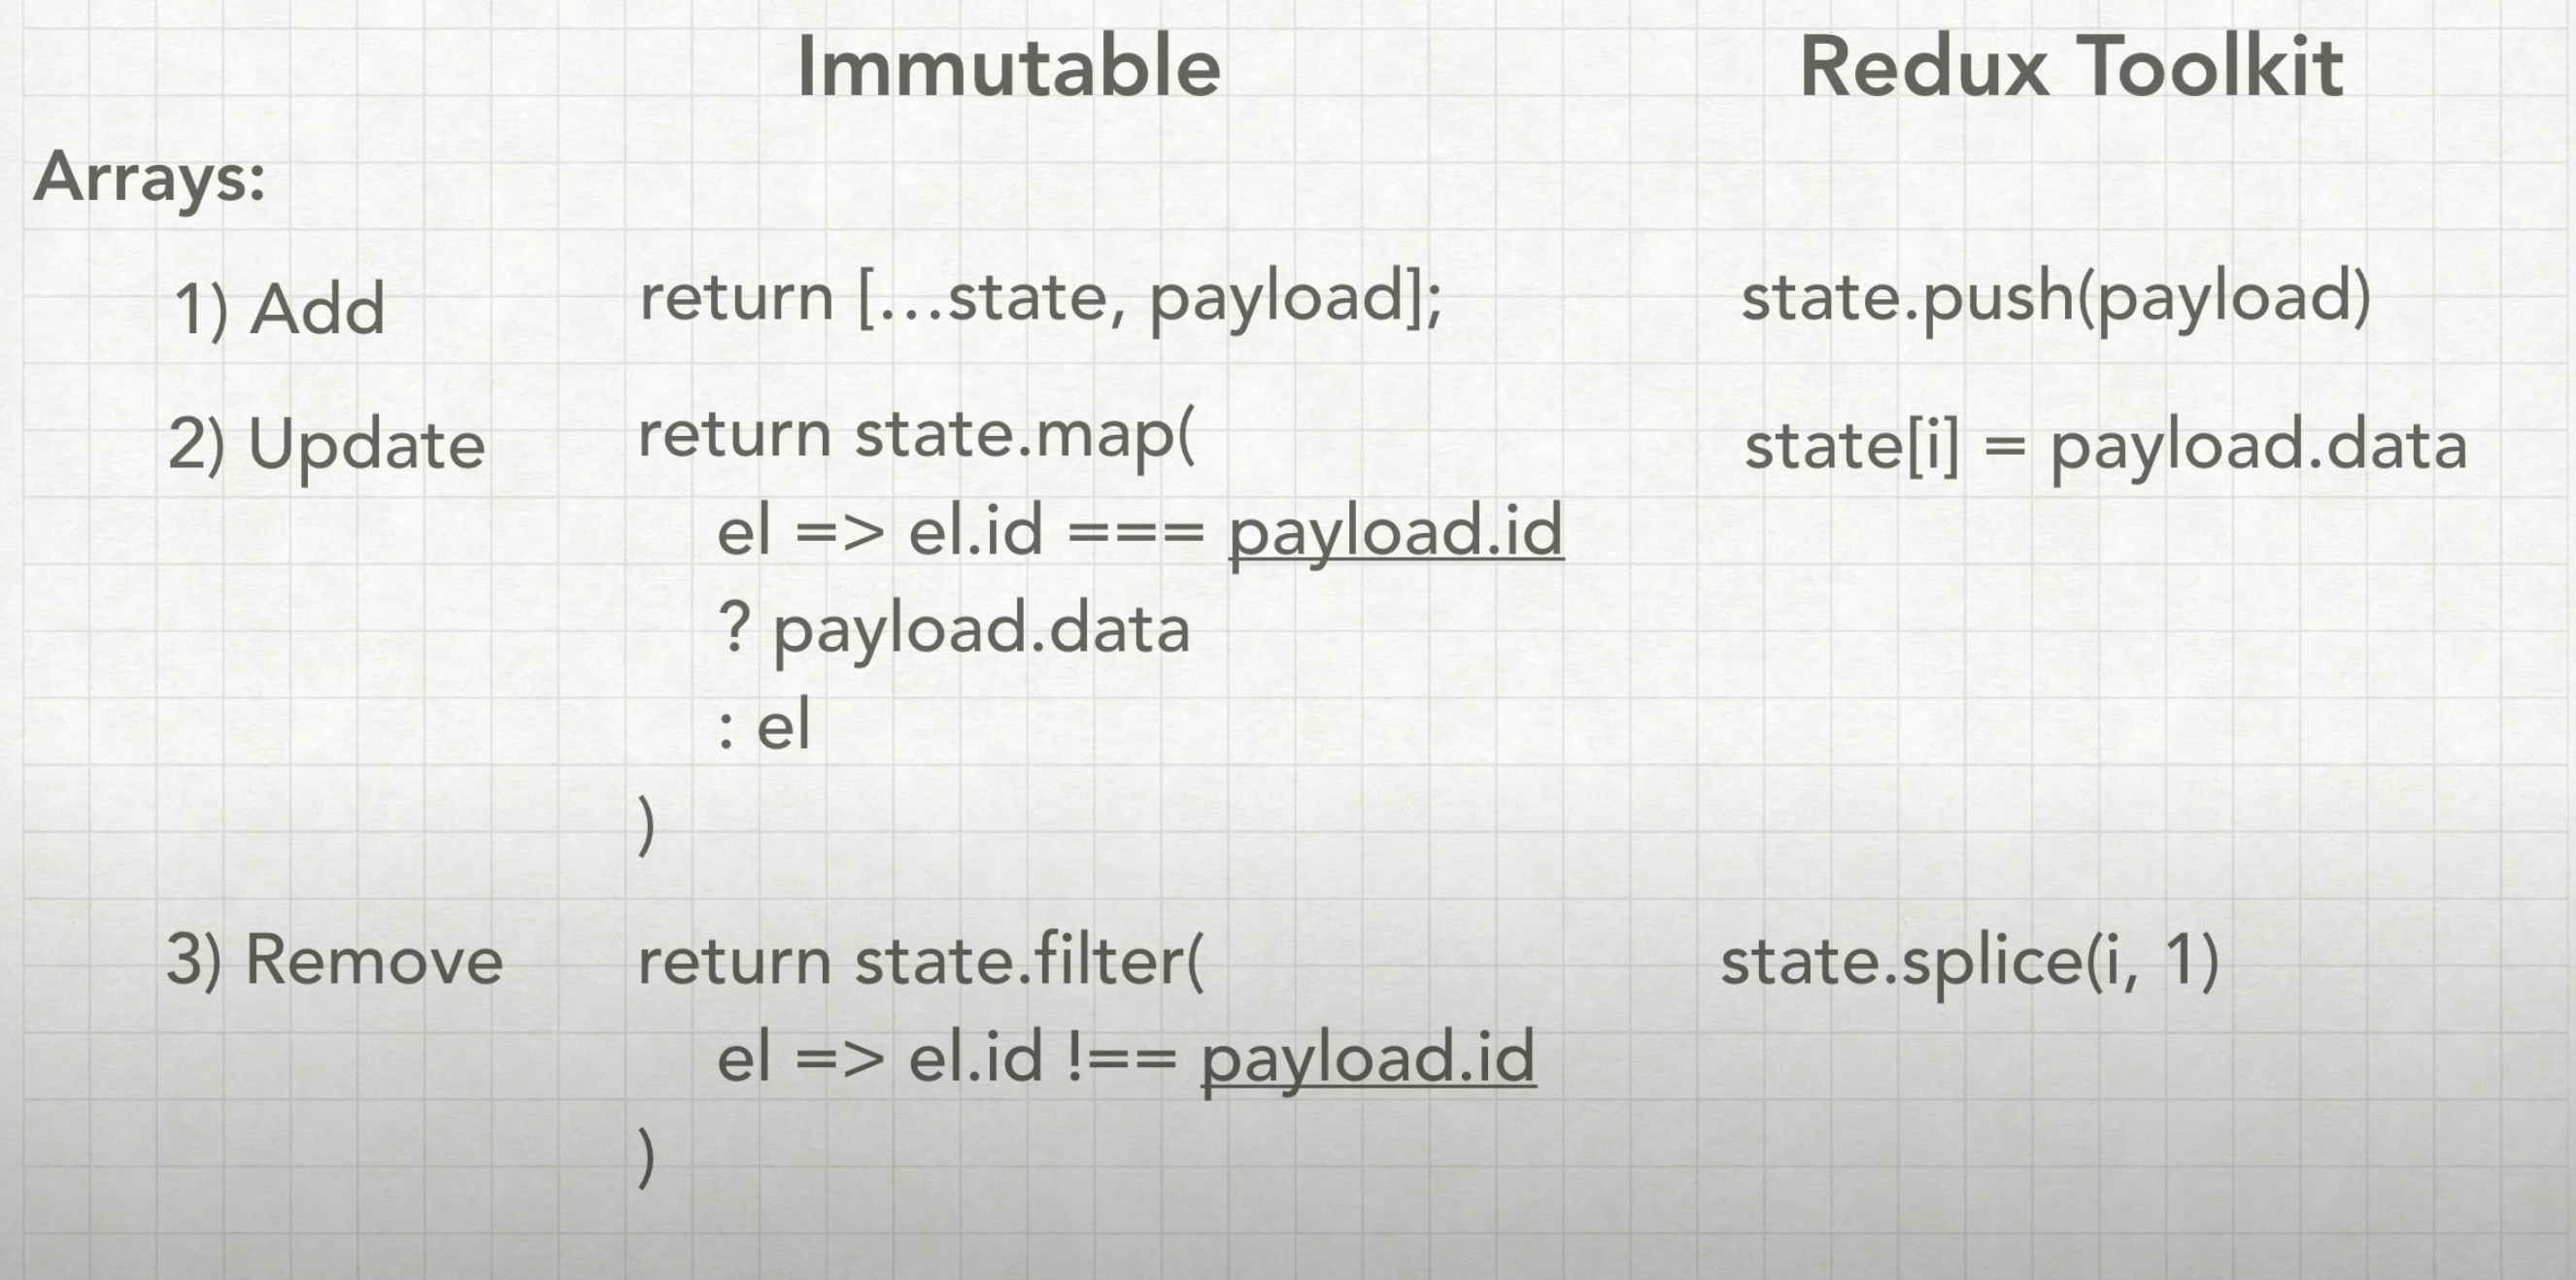 Immutable Redux Toolkit
Arrays:
1) Add return […state, payload]; state.push(payload)
2) Update return state.map( state[i] = payload.data
el => el.id === payload.id
? payload.data
: el
)
3) Remove return state.filter( state.splice(i, 1)
el => el.id !== payload.id
)